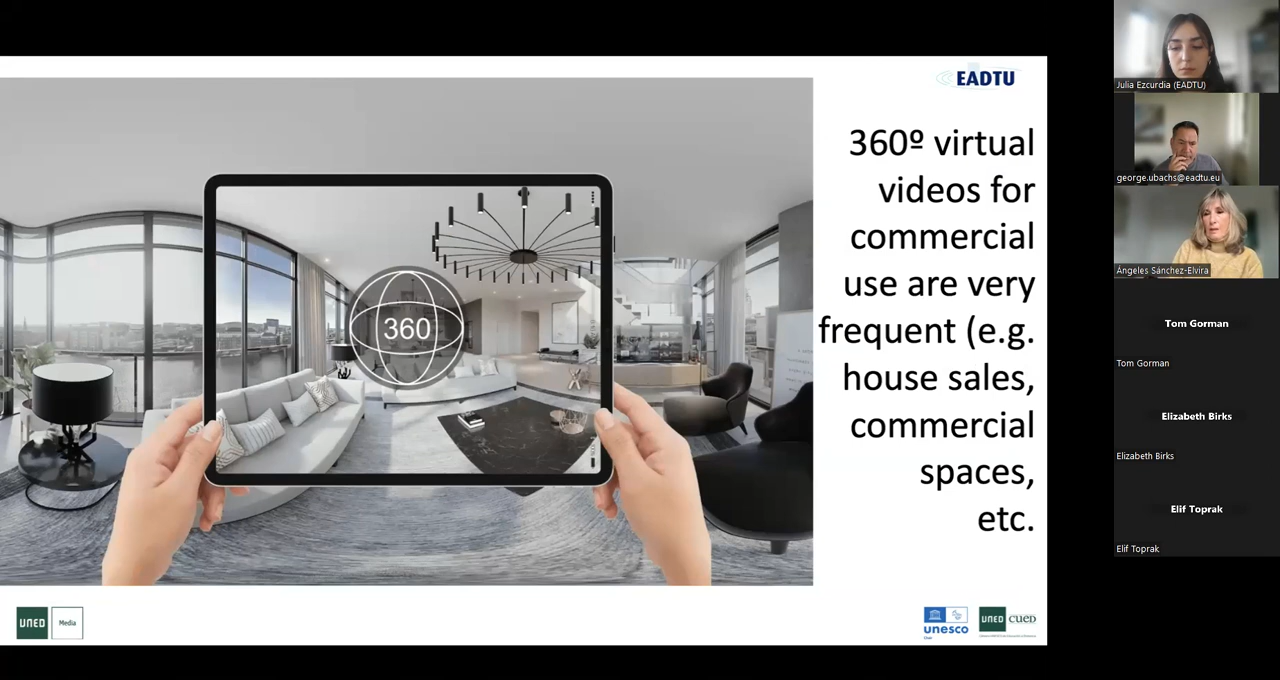 EADTU
360º virtual
videos for
commercial
use are very
frequent (e.g.
house sales,
commercial
spaces,
etc.
360
UNED
Media
unesco
Chair
UNED
CUED
Julia Ezcurdia (EADTU)
george.ubachs@eadtu.eu
Ángeles Sánchez-Elvira
Tom Gorman
Tom Gorman
Elizabeth Birks
Elizabeth Birks
Elif Toprak
Elif Toprak